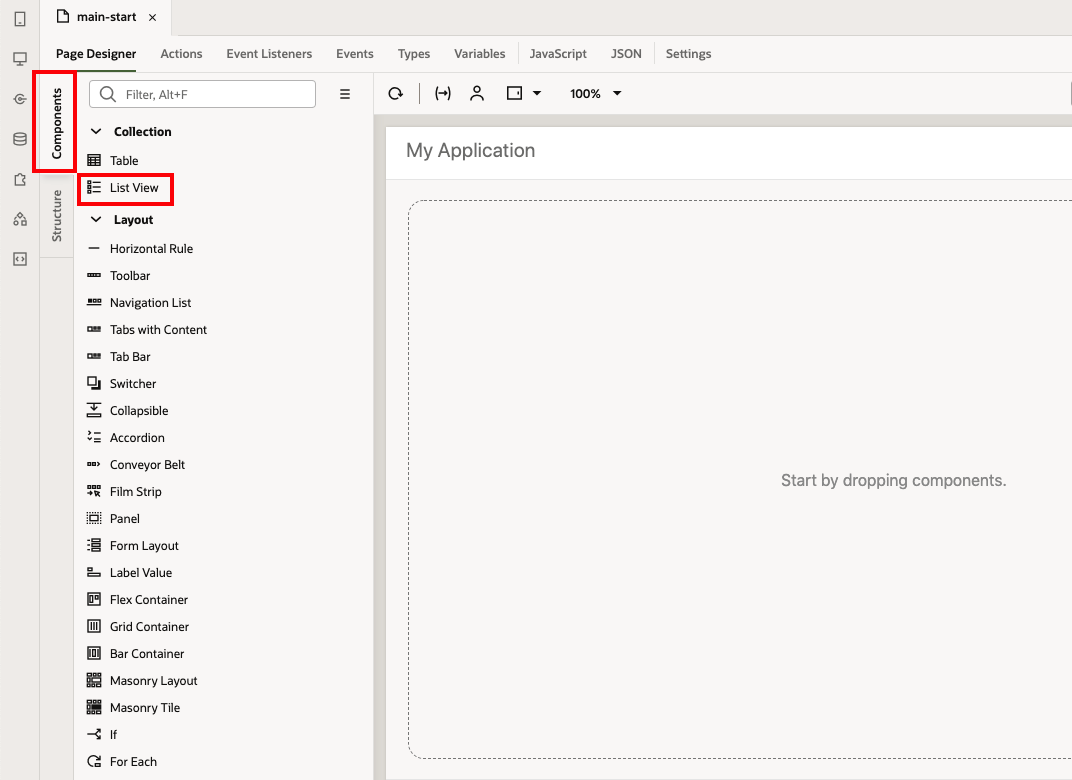 main-start
Page Designer Actions Event Listeners Events Types Variables JavaScript JSON Settings
Components
Structure
Filter, Alt+F
100%
Collection
Table
List View
Layout
Horizontal Rule
Toolbar
Navigation List
Tabs with Content
Tab Bar
Switcher
Collapsible
Accordion
Conveyor Belt
Film Strip
Panel
Form Layout
Label Value
Flex Container
Grid Container
Bar Container
Masonry Layout
Masonry Tile
If
For Each
My Application
Start by dropping components.